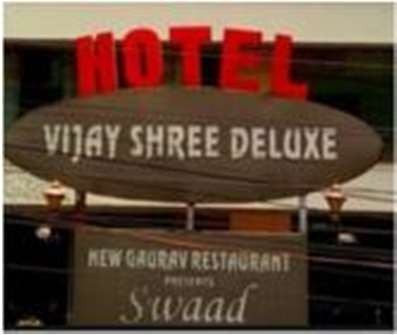 HOTEL
VIJAY SHREE DELUXE
NEW GAURAV RESTAURANT
PRESENTS
Swaad